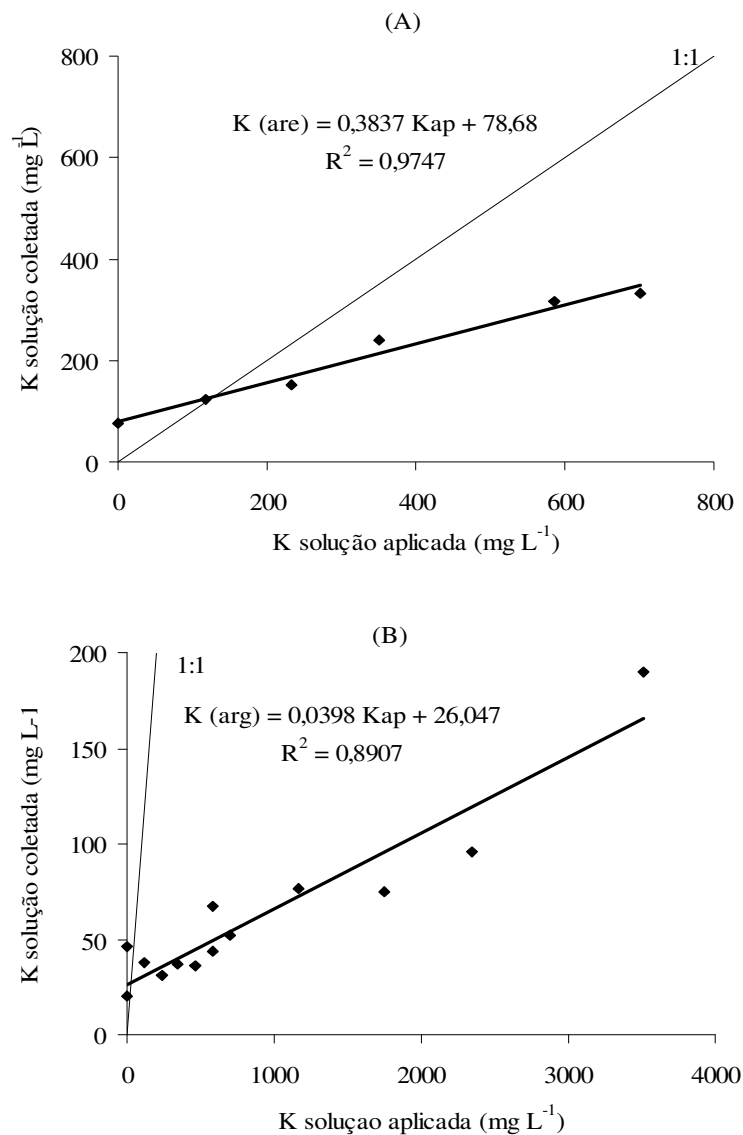 (A)
800
1:1
K (are) = 0,3837 Kap + 78,68
R² = 0,9747
600
400
200
0
K solução coletada (mg L⁻¹)
0 200 400 600 800
K solução aplicada (mg L⁻¹)
(B)
200
1:1
K (arg) = 0,0398 Kap + 26,047
R² = 0,8907
150
100
50
0
K solução coletada (mg L-1
0 1000 2000 3000 4000
K soluçao aplicada (mg L⁻¹)